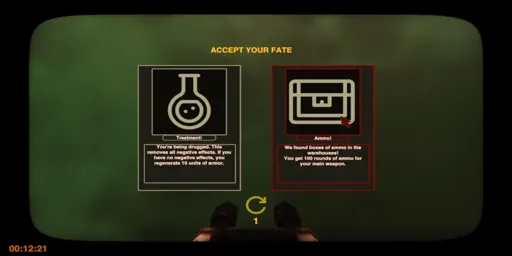 ACCEPT YOUR FATE
Treatment!
You're being drugged. This
removes all negative effects. If you
have no negative effects, you
regenerate 10 units of armor.
Ammo!
We found boxes of ammo in the
warehouses!
You get 100 rounds of ammo for
your main weapon.
1
00:12:21